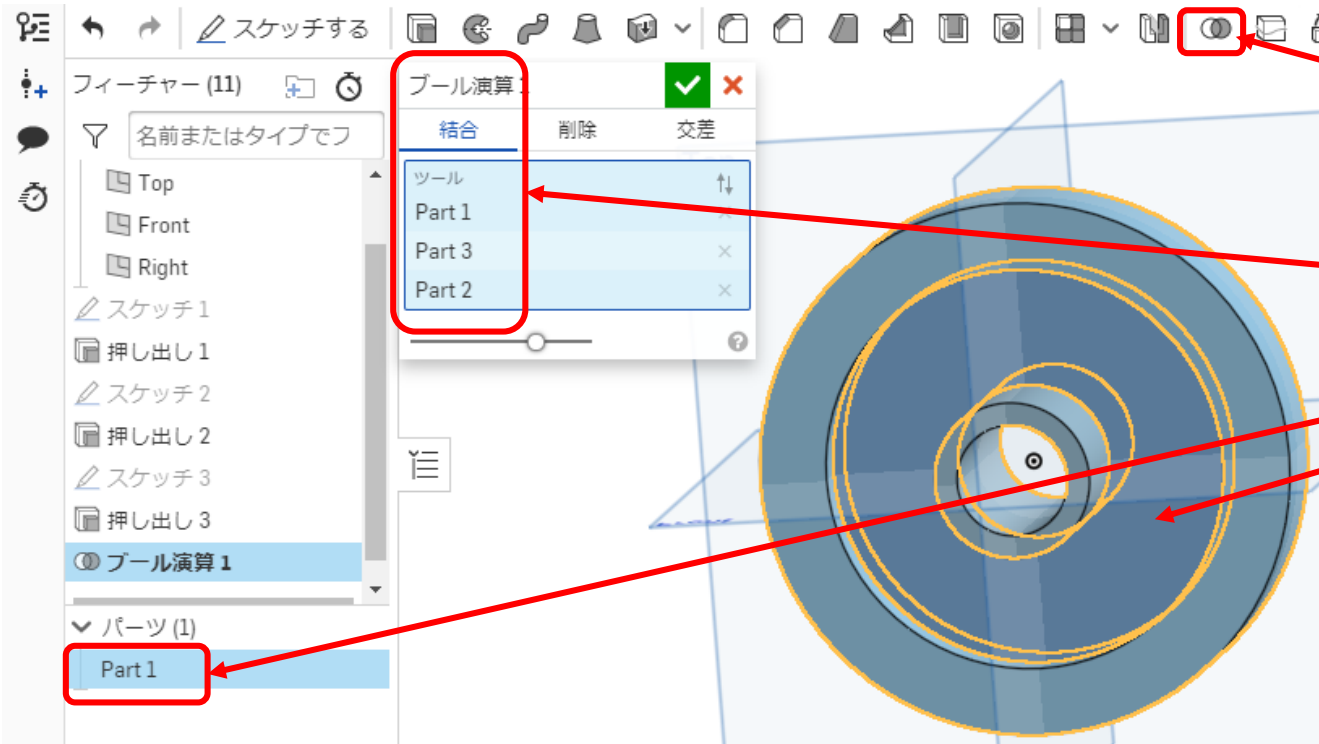 スケッチする
フィーチャー (11)
名前またはタイプでフ
Top
Front
Right
スケッチ 1
押し出し 1
スケッチ 2
押し出し 2
スケッチ 3
押し出し 3
ブール演算 1
パーツ (1)
Part 1
ブール演算 1
結合
削除
交差
ツール
Part 1
Part 3
Part 2